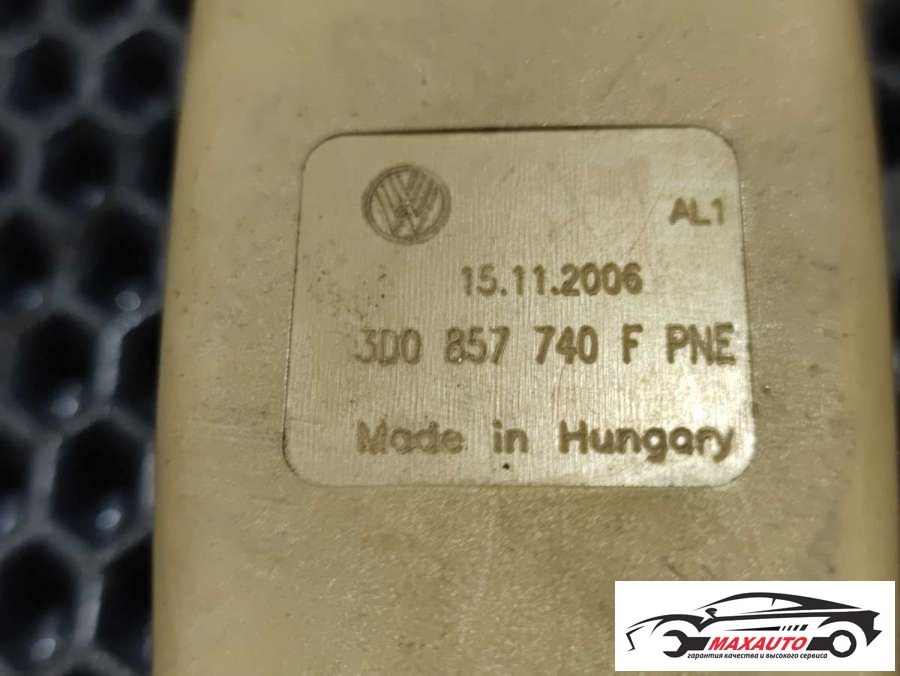 AL1
15.11.2006
3D0 857 740 F PNE
Made in Hungary
MAXAUTO
гарантия качества и высокого сервиса